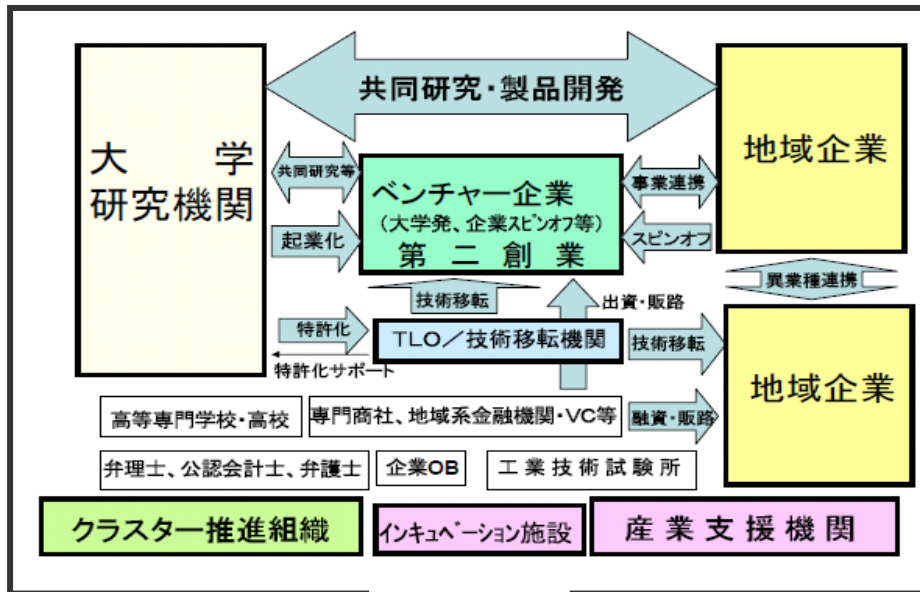 共同研究・製品開発
大　　学
研究機関
地域企業
共同研究等
ベンチャー企業
（大学発、企業スピンオフ等）
第 二 創 業
事業連携
起業化
スピンオフ
異業種連携
技術移転
出資・販路
特許化
TLO／技術移転機関
技術移転
特許化サポート
地域企業
高等専門学校・高校
専門商社、地域系金融機関・VC等
融資・販路
弁理士、公認会計士、弁護士
企業OB
工 業 技 術 試 験 所
クラスター推進組織
インキュベーション施設
産 業 支 援 機 関